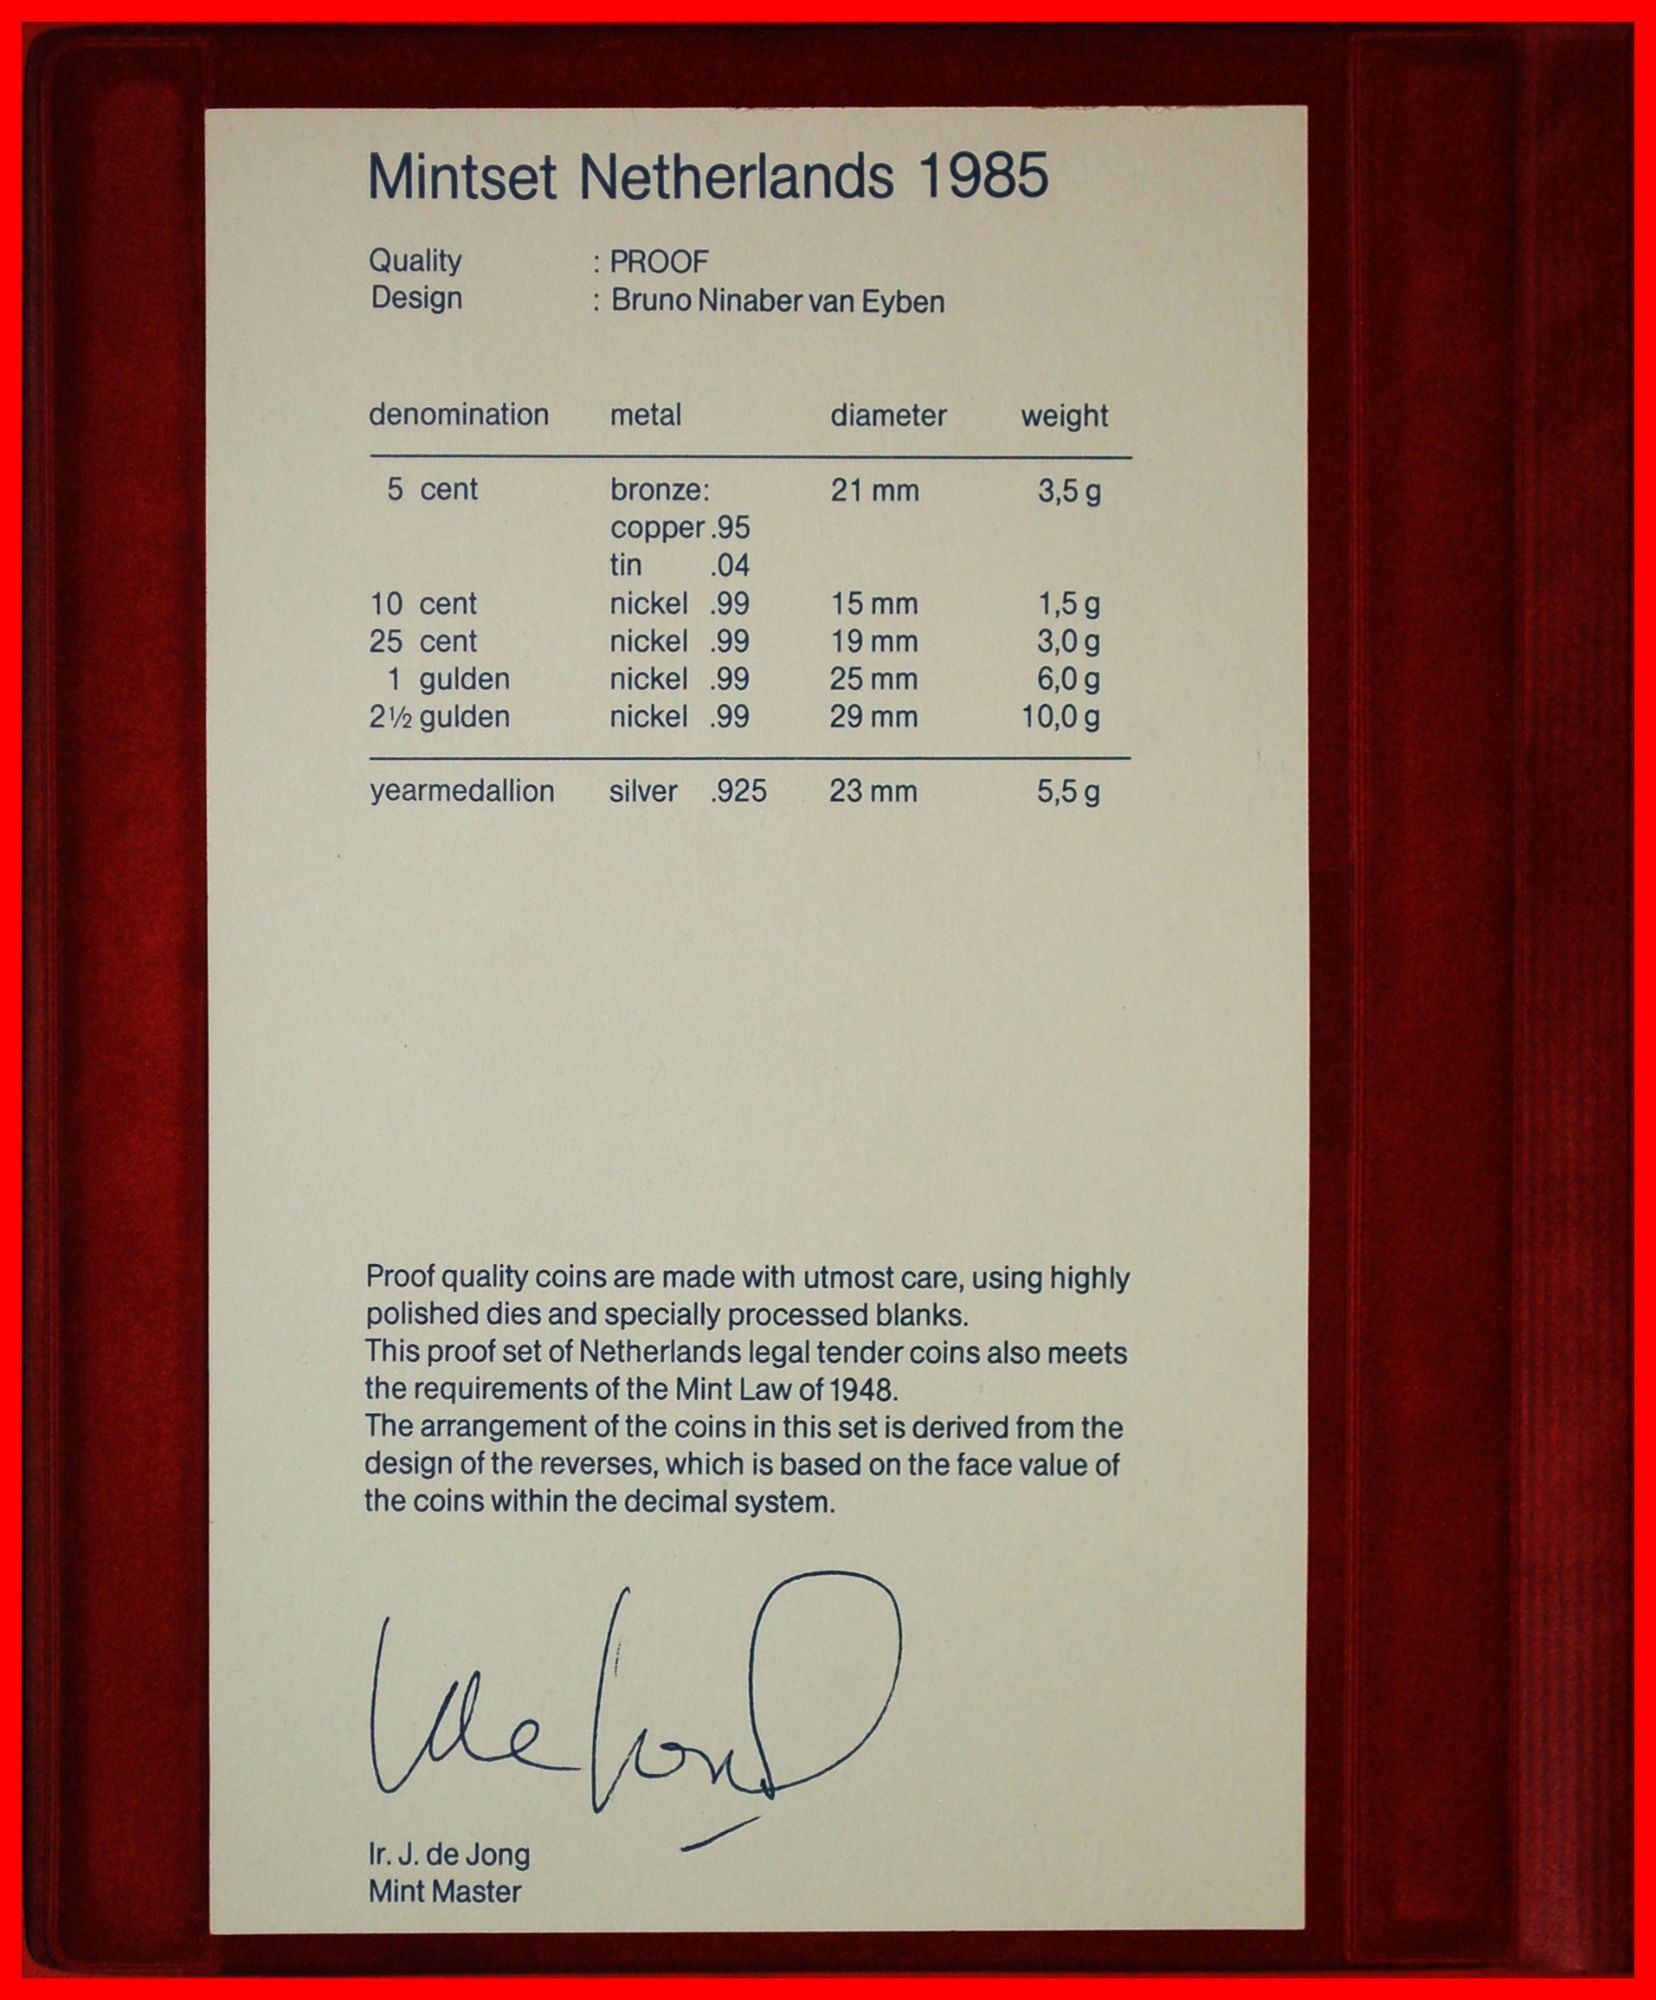 Mintset Netherlands 1985
Quality : PROOF
Design : Bruno Ninaber van Eyben
denomination metal diameter weight
5 cent bronze: 21 mm 3,5 g
copper .95
tin .04
10 cent nickel .99 15 mm 1,5 g
25 cent nickel .99 19 mm 3,0 g
1 gulden nickel .99 25 mm 6,0 g
2½ gulden nickel .99 29 mm 10,0 g
yearmedallion silver .925 23 mm 5,5 g
Proof quality coins are made with utmost care, using highly
polished dies and specially processed blanks.
This proof set of Netherlands legal tender coins also meets
the requirements of the Mint Law of 1948.
The arrangement of the coins in this set is derived from the
design of the reverses, which is based on the face value of
the coins within the decimal system.
Ir. J. de Jong
Mint Master